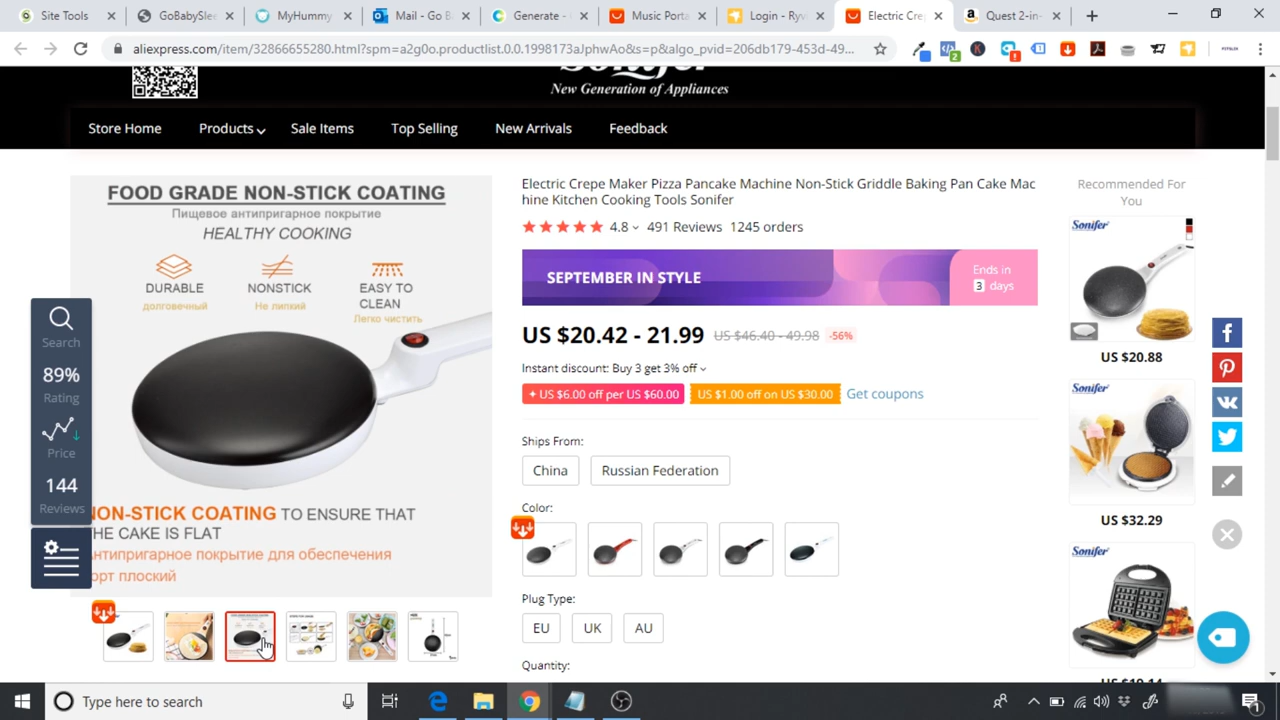 Site Tools
GoBabySlee
MyHummy
Mail - Go B
Generate -
Music Porta
Login - Ryv
Electric Cre
Quest 2-in-
aliexpress.com/item/32866655280.html?spm=a2g0o.productlist.0.0.1998173aJphwAo&s=p&algo_pvid=206db179-453d-49...
Sonifer
New Generation of Appliances
Store Home
Products
Sale Items
Top Selling
New Arrivals
Feedback
FOOD GRADE NON-STICK COATING
Пищевое антипригарное покрытие
HEALTHY COOKING
DURABLE
долговечный
NONSTICK
Не липкий
EASY TO
CLEAN
Легко чистить
NON-STICK COATING TO ENSURE THAT
THE CAKE IS FLAT
Антипригарное покрытие для обеспечения
орт плоский
Search
89%
Rating
Price
144
Reviews
Electric Crepe Maker Pizza Pancake Machine Non-Stick Griddle Baking Pan Cake Mac
hine Kitchen Cooking Tools Sonifer
4.8
491 Reviews
1245 orders
SEPTEMBER IN STYLE
Ends in
3 days
US $20.42 - 21.99
US $46.40 - 49.98
-56%
Instant discount: Buy 3 get 3% off
US $6.00 off per US $60.00
US $1.00 off on US $30.00
Get coupons
Ships From:
China
Russian Federation
Color:
Plug Type:
EU
UK
AU
Quantity:
Recommended For
You
Sonifer
US $20.88
Sonifer
US $32.29
Sonifer
Type here to search